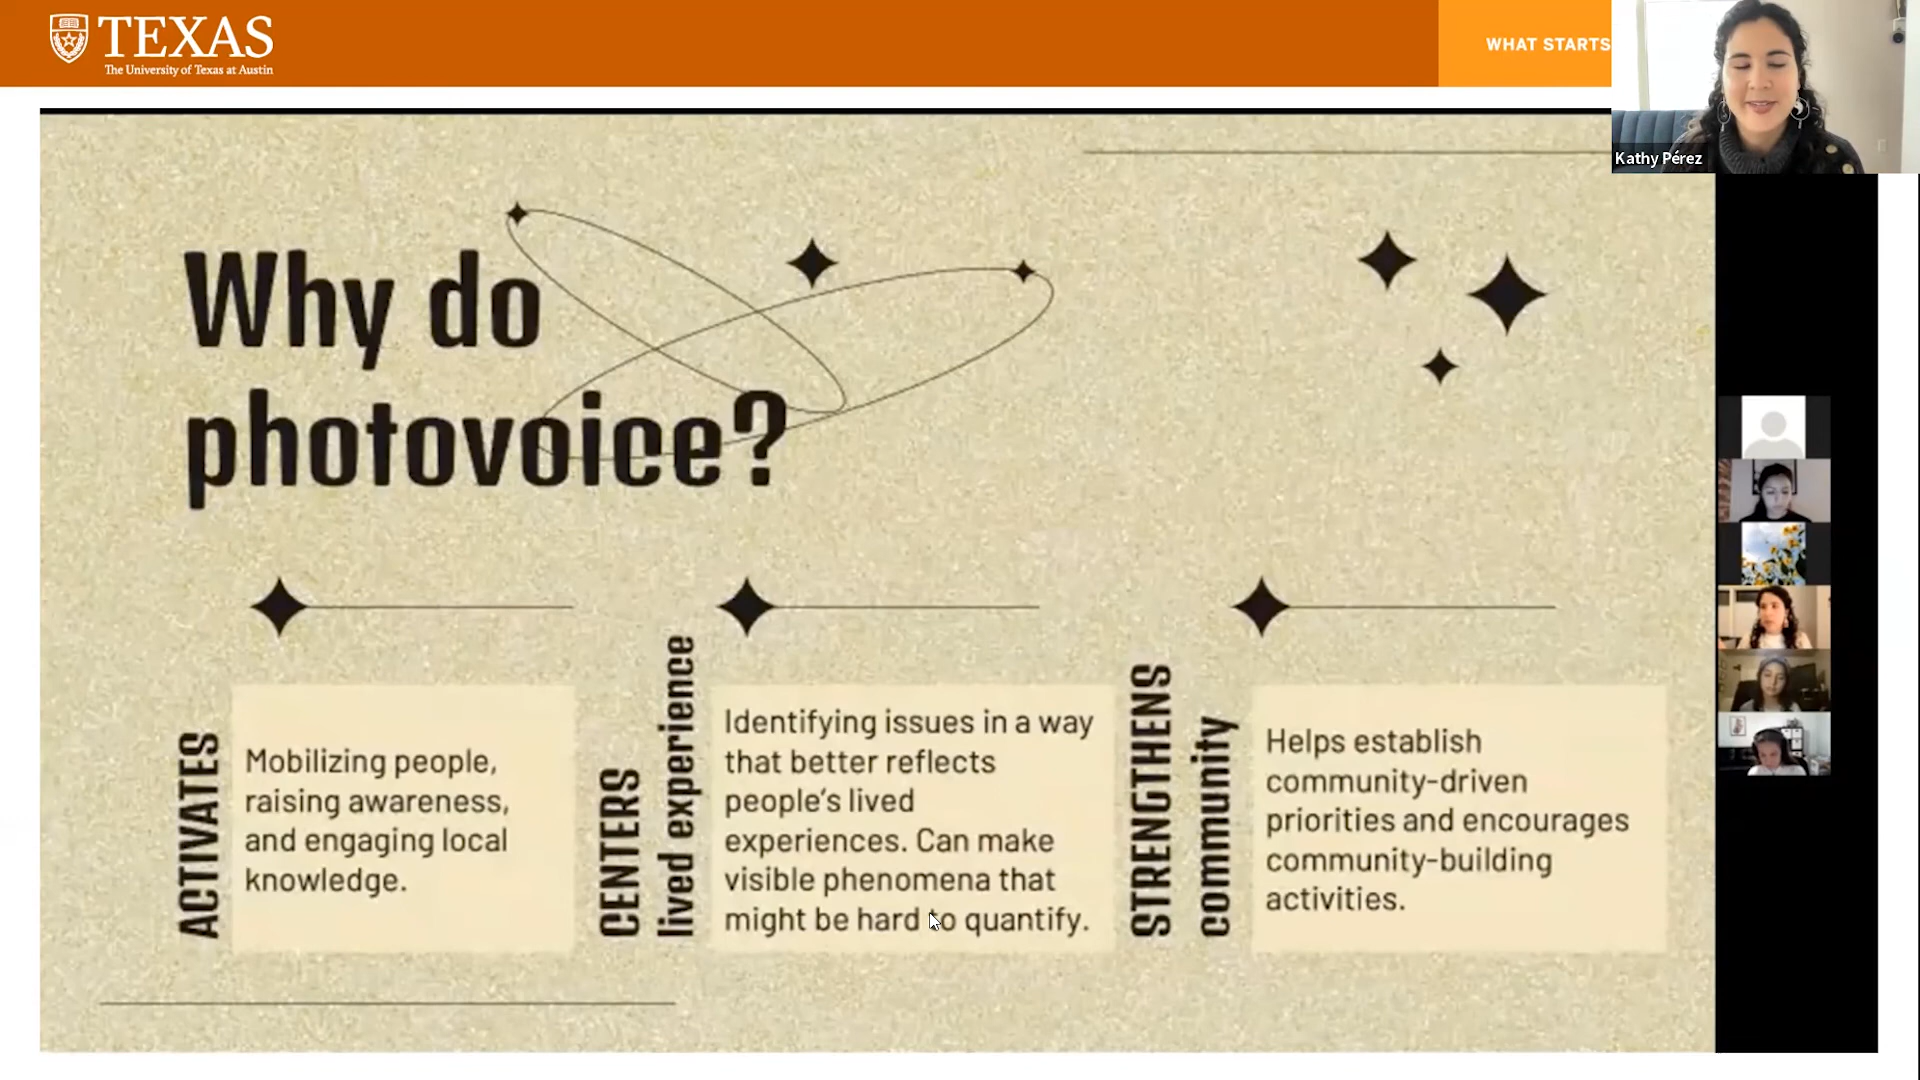 TEXAS
The University of Texas at Austin
WHAT STARTS
Kathy Pérez
Why do
photovoice?
ACTIVATES
Mobilizing people,
raising awareness,
and engaging local
knowledge.
CENTERS
lived experience
Identifying issues in a way
that better reflects
people's lived
experiences. Can make
visible phenomena that
might be hard to quantify.
STRENGTHENS
community
Helps establish
community-driven
priorities and encourages
community-building
activities.